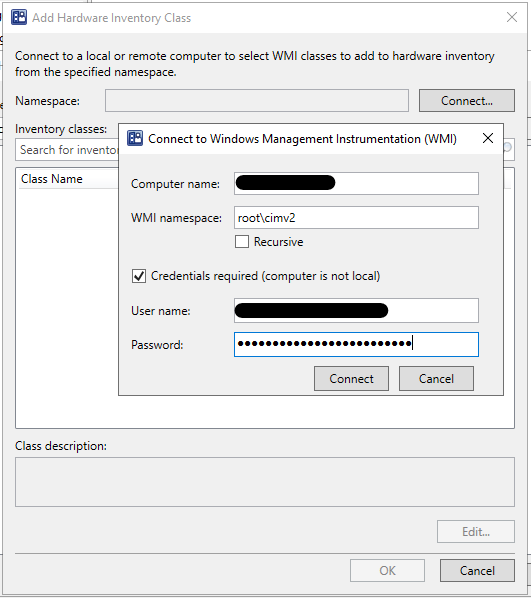 Add Hardware Inventory Class
Connect to a local or remote computer to select WMI classes to add to hardware inventory
from the specified namespace.
Namespace:
Connect...
Inventory classes:
Search for inventor
Class Name
Connect to Windows Management Instrumentation (WMI)
Computer name:
WMI namespace: root\cimv2
Recursive
Credentials required (computer is not local)
User name:
Password: ●●●●●●●●●●●●●●●●●●●●●●●●●
Connect Cancel
Class description:
Edit...
OK Cancel